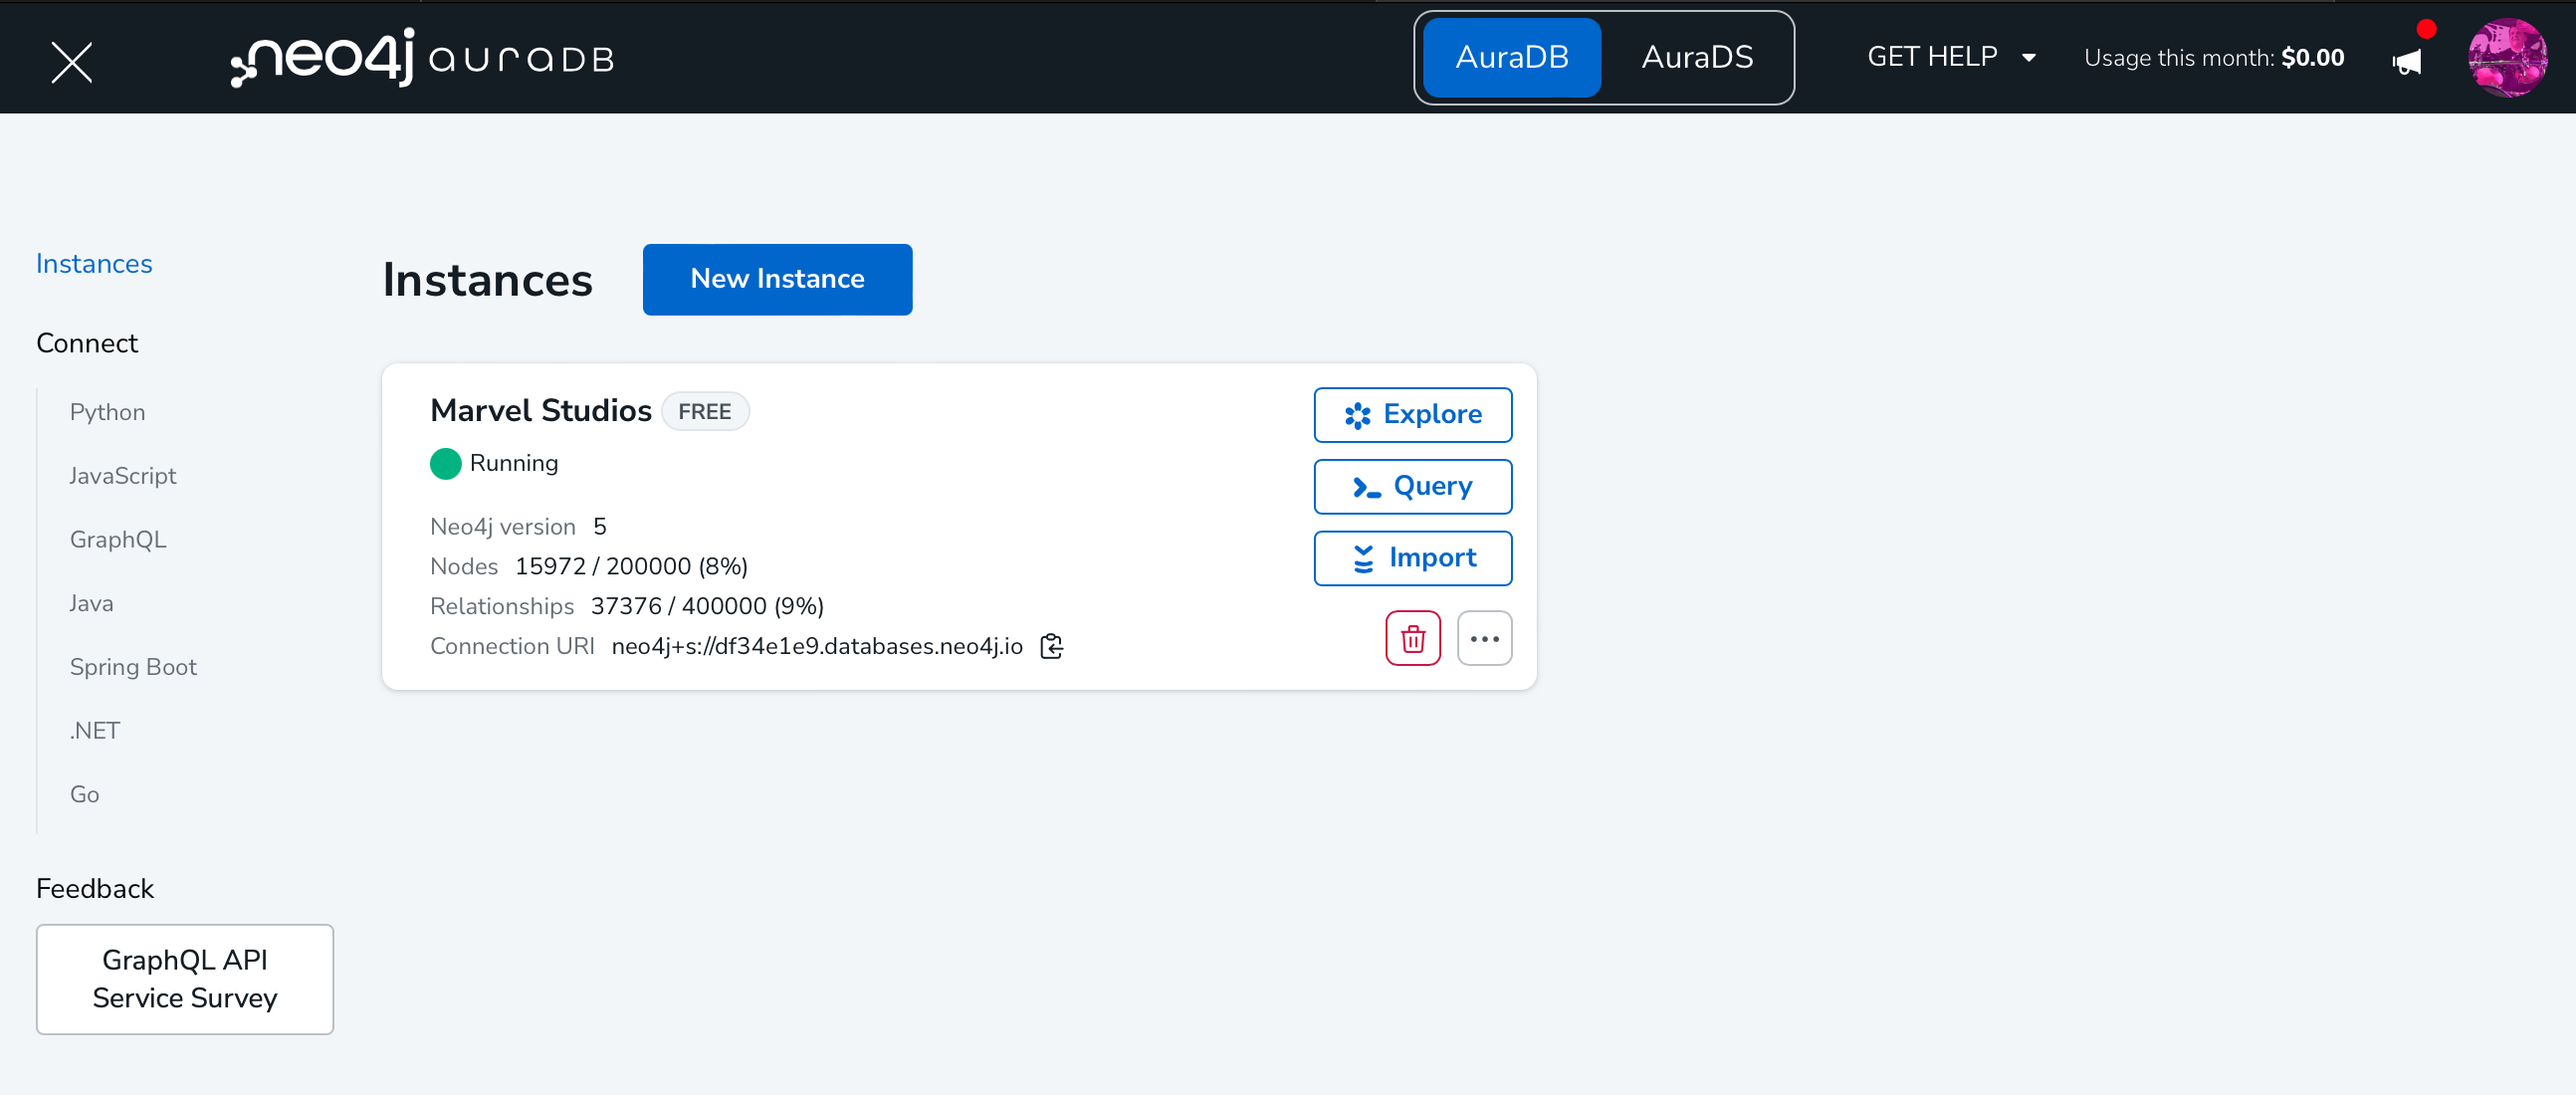 neo4j auraDB
AuraDB
AuraDS
GET HELP
Usage this month: $0.00
Instances
Connect
Python
JavaScript
GraphQL
Java
Spring Boot
.NET
Go
Feedback
GraphQL API
Service Survey
Instances
New Instance
Marvel Studios FREE
Running
Neo4j version 5
Nodes 15972 / 200000 (8%)
Relationships 37376 / 400000 (9%)
Connection URI neo4j+s://df34e1e9.databases.neo4j.io
Explore
Query
Import